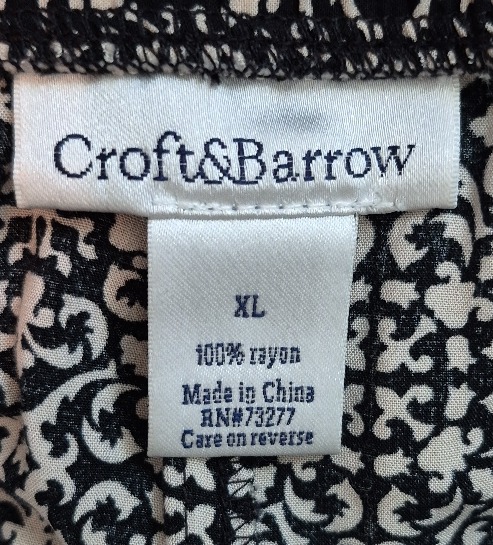 Croft&Barrow
XL
100% rayon
Made in China
RN#73277
Care on reverse